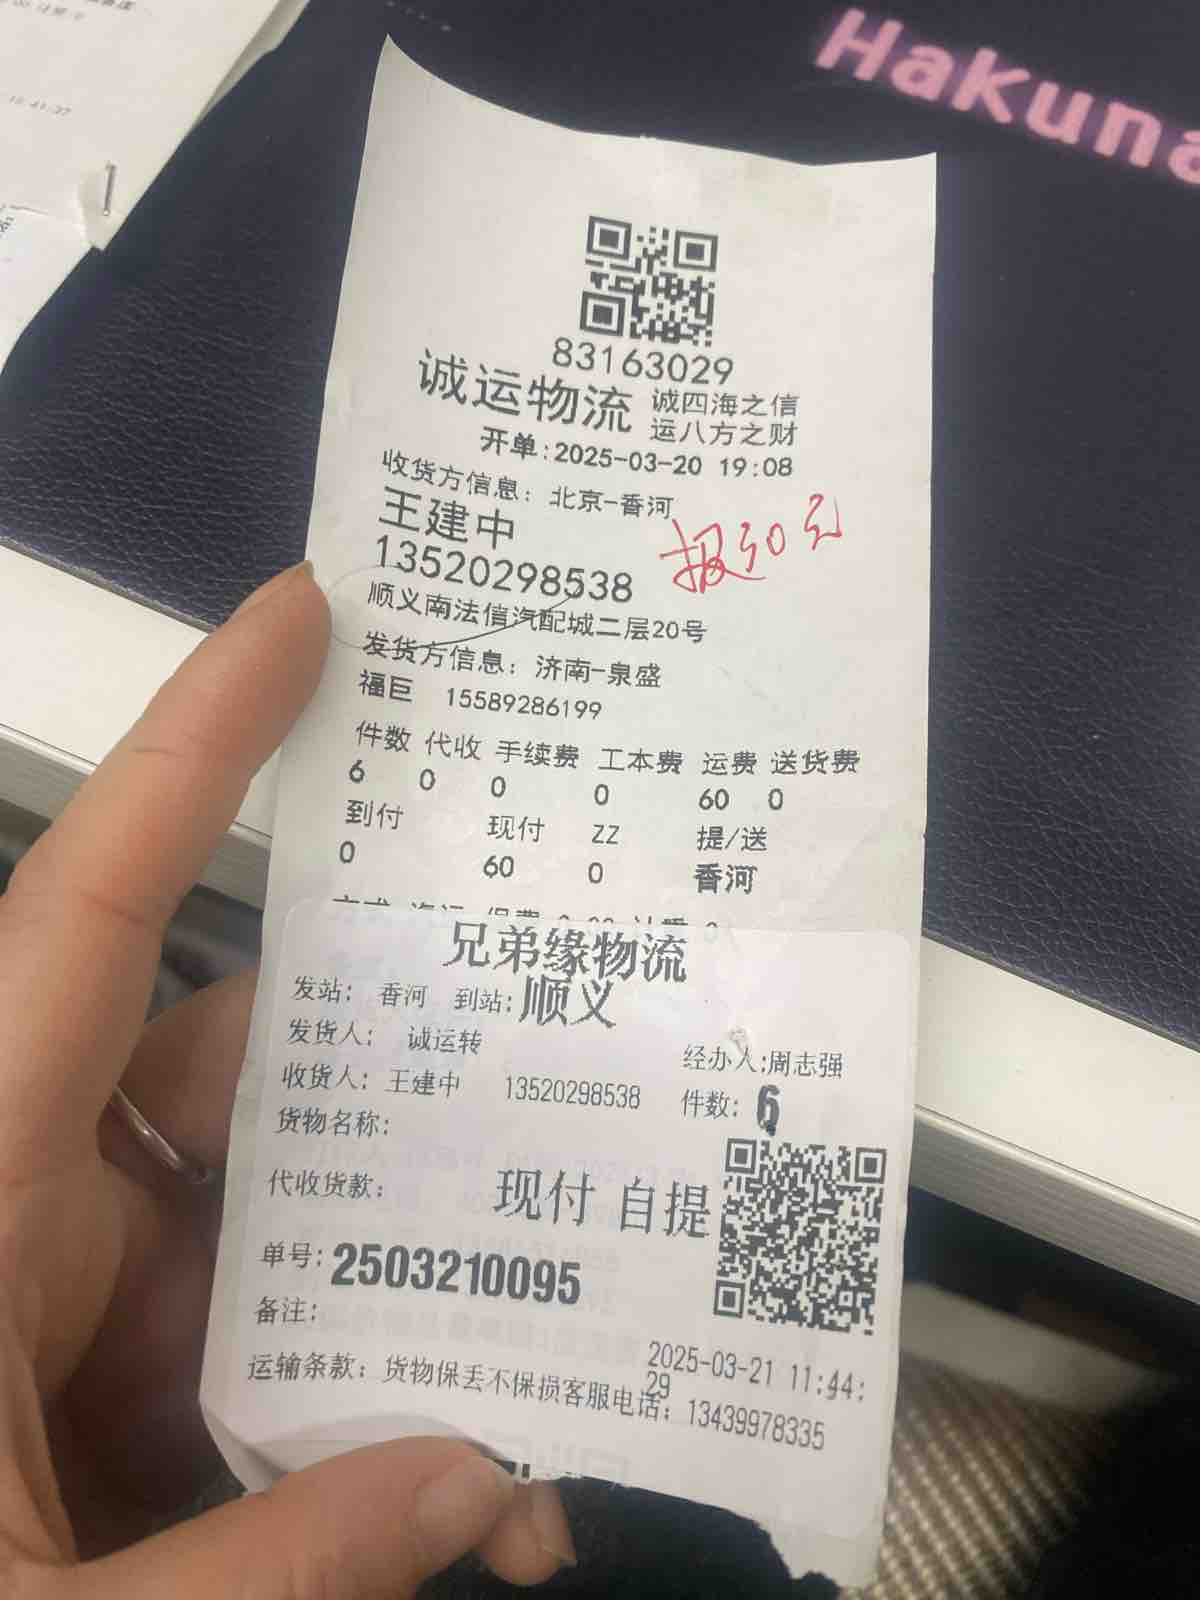 Hakuna
83163029
诚运物流 诚四海之信
运八方之财
开单:2025-03-20 19:08
收货方信息: 北京-香河
王建中
报50元
13520298538
顺义南法信汽配城二层20号
发货方信息: 济南-泉盛
福巨 15589286199
件数 代收 手续费 工本费 运费 送货费
6 0 0 0 60 0
到付 现付 ZZ 提/送
0 60 0 香河
兄弟缘物流
发站: 香河 到站:顺义
发货人: 诚运转
经办人:周志强
收货人: 王建中 13520298538 件数: 6
货物名称:
代收货款: 现付 自提
单号:2503210095
备注:
2025-03-21 11:44:
29
运输条款: 货物保丢不保损客服电话: 13439978335